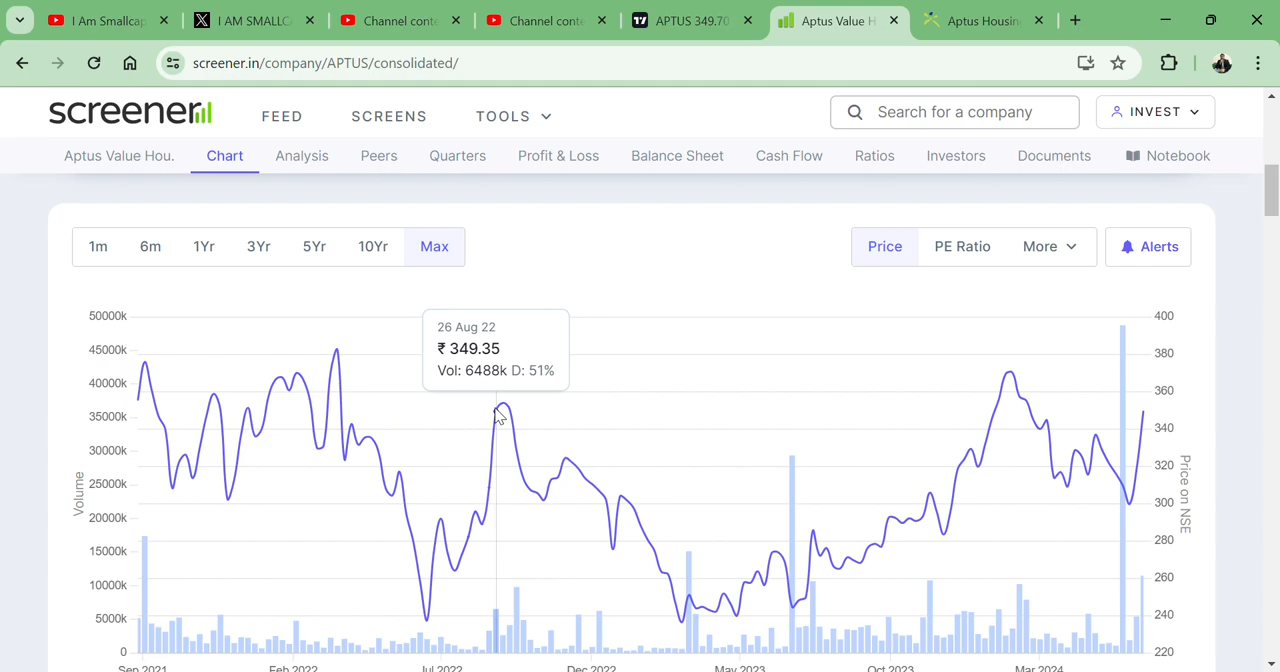 I Am Smallcap
I AM SMALLC
Channel conte
Channel conte
APTUS 349.70
Aptus Value H
Aptus Housin
screener.in/company/APTUS/consolidated/
screener
FEED
SCREENS
TOOLS
Search for a company
INVEST
Aptus Value Hou.
Chart
Analysis
Peers
Quarters
Profit & Loss
Balance Sheet
Cash Flow
Ratios
Investors
Documents
Notebook
1m
6m
1Yr
3Yr
5Yr
10Yr
Max
Price
PE Ratio
More
Alerts
26 Aug 22
₹ 349.35
Vol: 6488k D: 51%
50000k
45000k
40000k
35000k
30000k
25000k
20000k
15000k
10000k
5000k
0
Volume
400
380
360
340
320
300
280
260
240
220
Price on NSE
Sep 2021
Feb 2022
Jul 2022
Dec 2022
May 2023
Oct 2023
Mar 2024